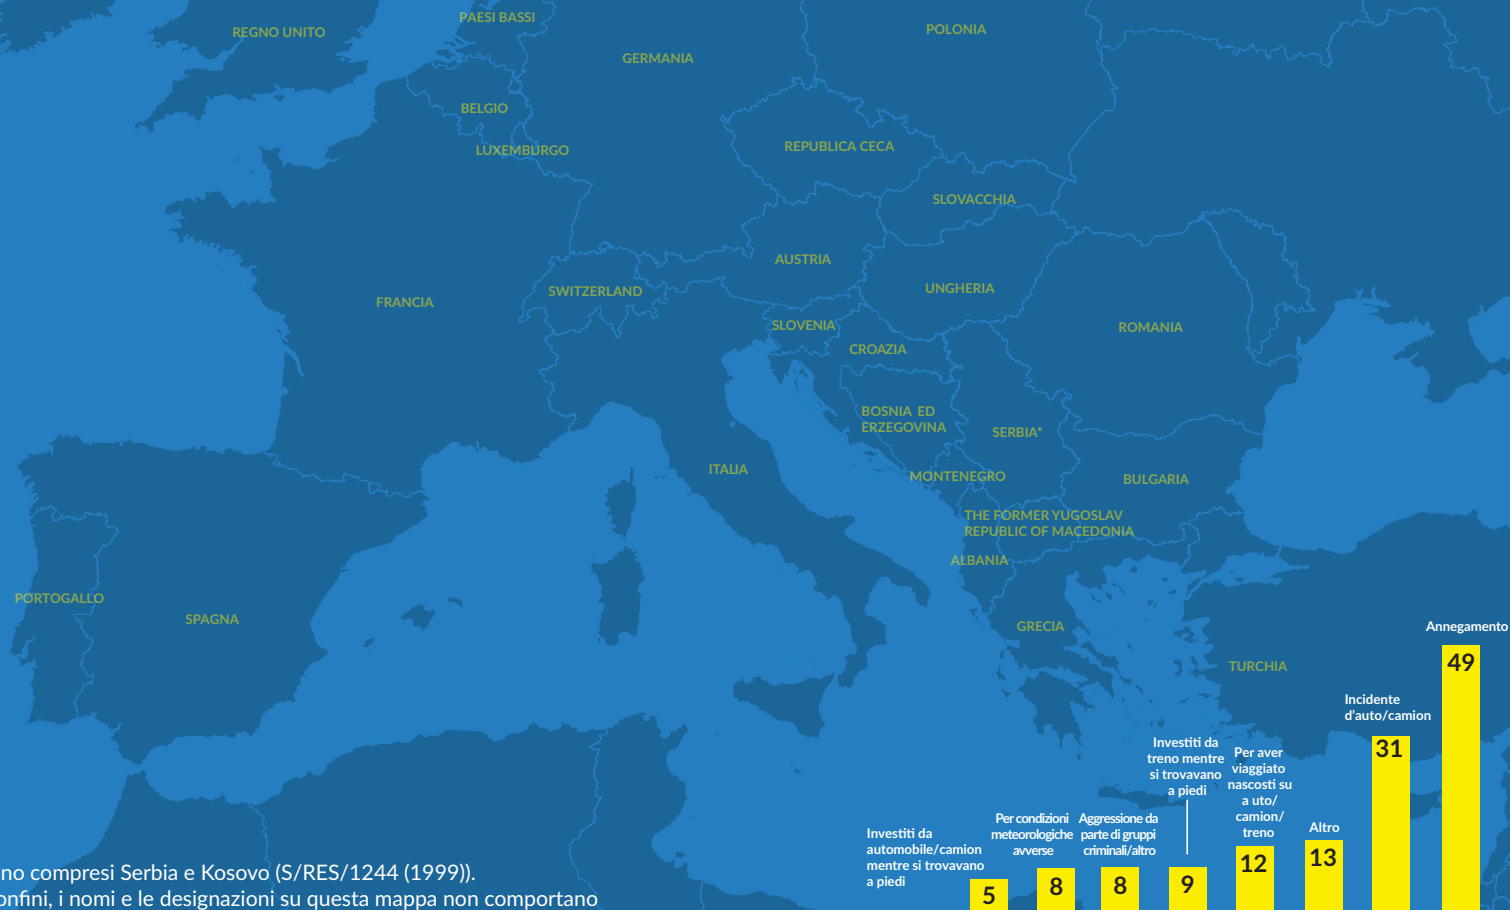 PAESI BASSI
REGNO UNITO
POLONIA
GERMANIA
BELGIO
LUXEMBURGO
REPUBLICA CECA
SLOVACCHIA
AUSTRIA
UNGHERIA
SWITZERLAND
FRANCIA
SLOVENIA
ROMANIA
CROAZIA
BOSNIA ED
ERZEGOVINA
SERBIA*
ITALIA
MONTENEGRO
BULGARIA
THE FORMER YUGOSLAV
REPUBLIC OF MACEDONIA
ALBANIA
PORTOGALLO
SPAGNA
GRECIA
TURCHIA
Investiti da
automobile/camion
mentre si trovavano
a piedi
5
Per condizioni
meteorologiche
avverse
8
Aggressione da
parte di gruppi
criminali/altro
8
Investiti da
treno mentre
si trovavano
a piedi
9
Per aver
viaggiato
nascosti su
a uto/
camion/
treno
12
Altro
13
Incidente
d'auto/camion
31
Annegamento
49
no compresi Serbia e Kosovo (S/RES/1244 (1999)).
onfini, i nomi e le designazioni su questa mappa non comportano